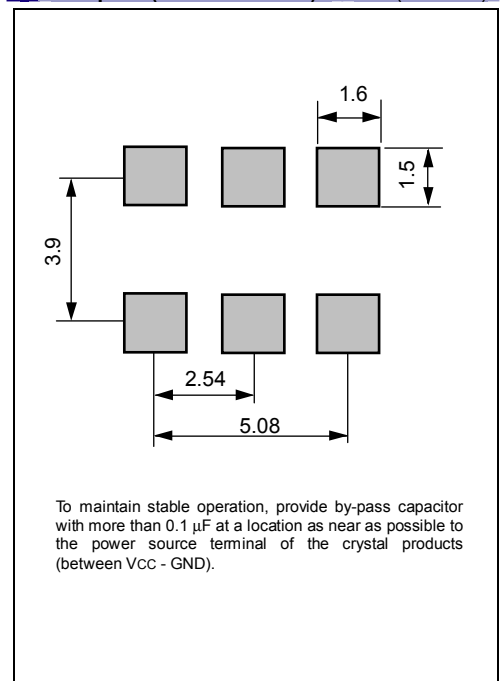 1.6
1.5
3.9
2.54
5.08
To maintain stable operation, provide by-pass capacitor
with more than 0.1 μF at a location as near as possible to
the power source terminal of the crystal products
(between VCC - GND).